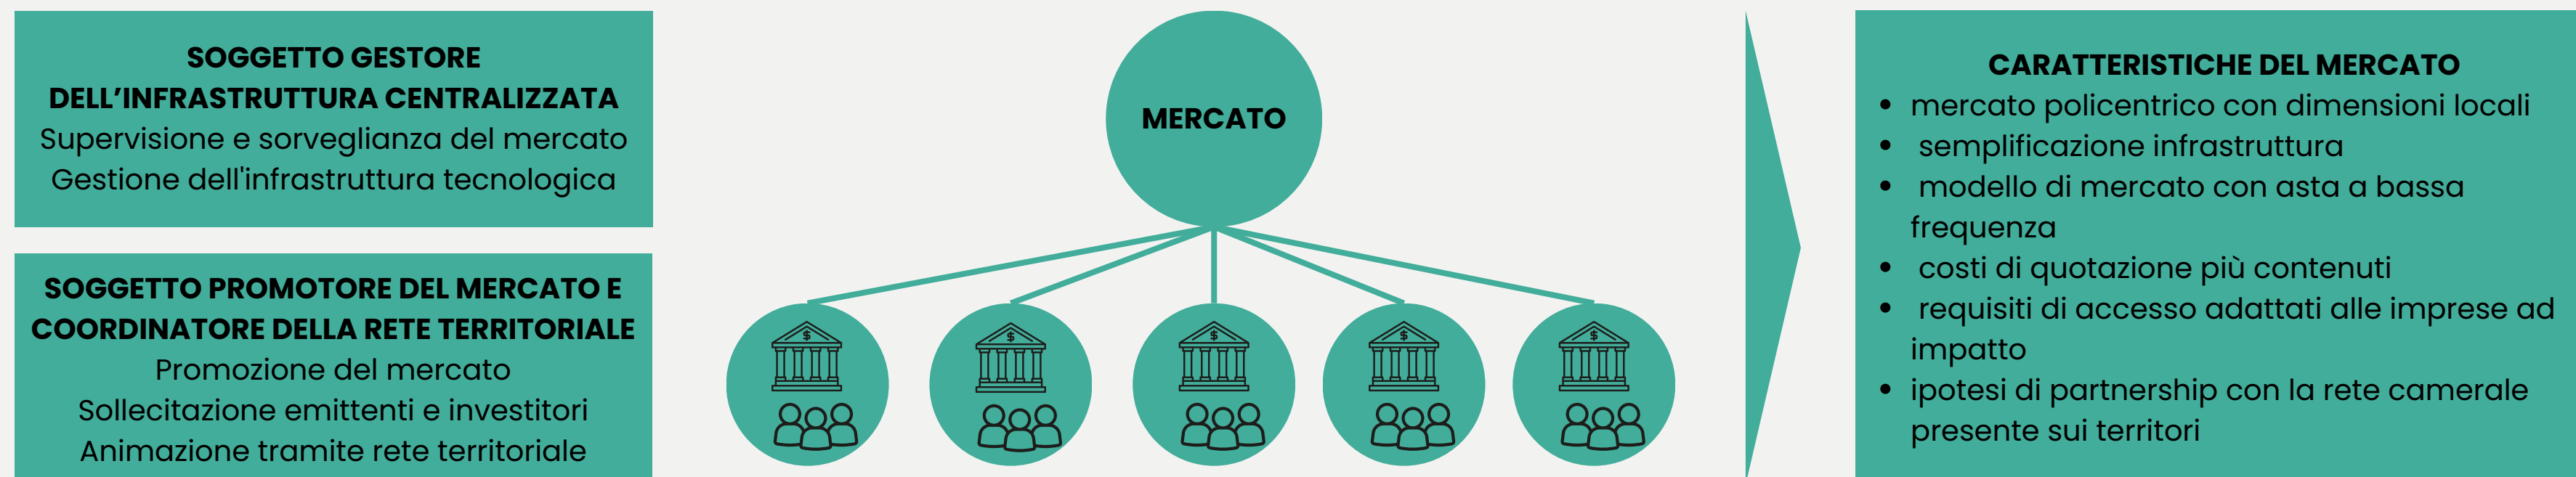 SOGGETTO GESTORE
DELL’INFRASTRUTTURA CENTRALIZZATA
Supervisione e sorveglianza del mercato
Gestione dell'infrastruttura tecnologica
SOGGETTO PROMOTORE DEL MERCATO E
COORDINATORE DELLA RETE TERRITORIALE
Promozione del mercato
Sollecitazione emittenti e investitori
Animazione tramite rete territoriale
MERCATO
$
$
$
$
$
CARATTERISTICHE DEL MERCATO
• mercato policentrico con dimensioni locali
• semplificazione infrastruttura
• modello di mercato con asta a bassa
frequenza
• costi di quotazione più contenuti
• requisiti di accesso adattati alle imprese ad
impatto
• ipotesi di partnership con la rete camerale
presente sui territori